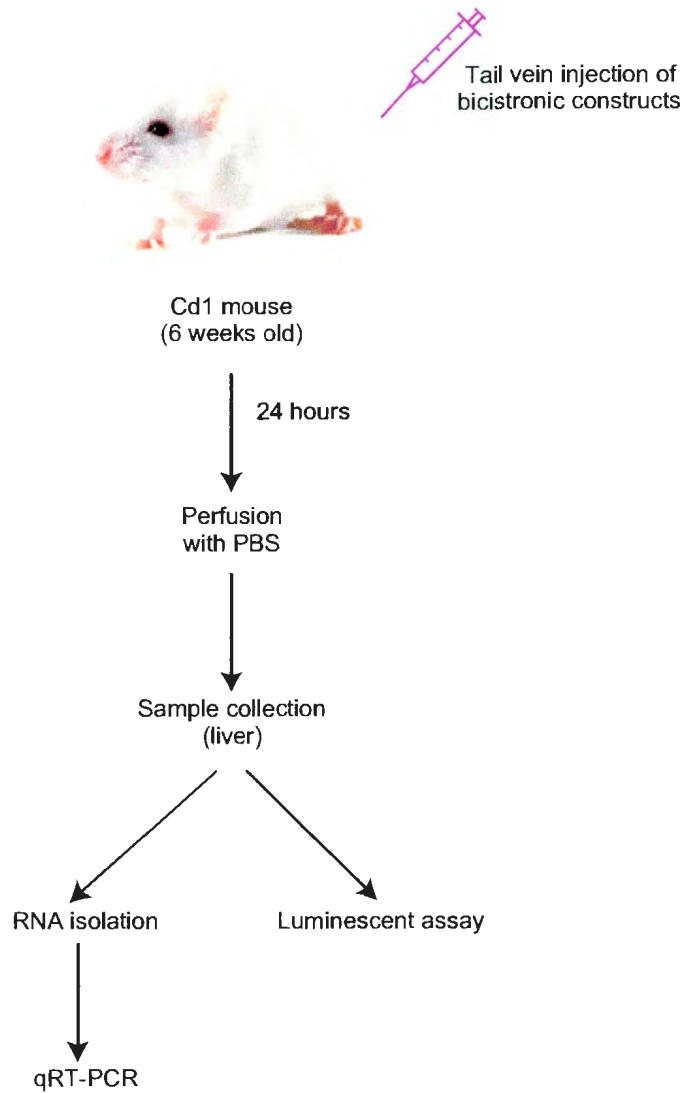 Tail vein injection of
bicistronic constructs
Cd1 mouse
(6 weeks old)
24 hours
Perfusion
with PBS
Sample collection
(liver)
RNA isolation
Luminescent assay
qRT-PCR